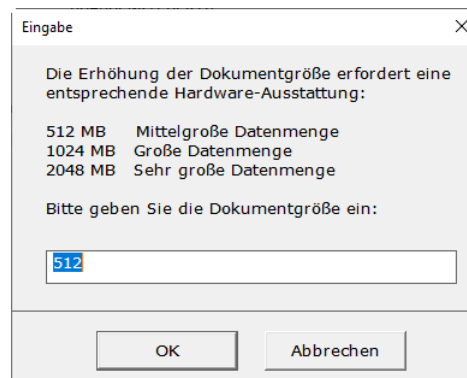 Eingabe
Die Erhöhung der Dokumentgröße erfordert eine
entsprechende Hardware-Ausstattung:
512 MB Mittelgroße Datenmenge
1024 MB Große Datenmenge
2048 MB Sehr große Datenmenge
Bitte geben Sie die Dokumentgröße ein:
512
OK Abbrechen